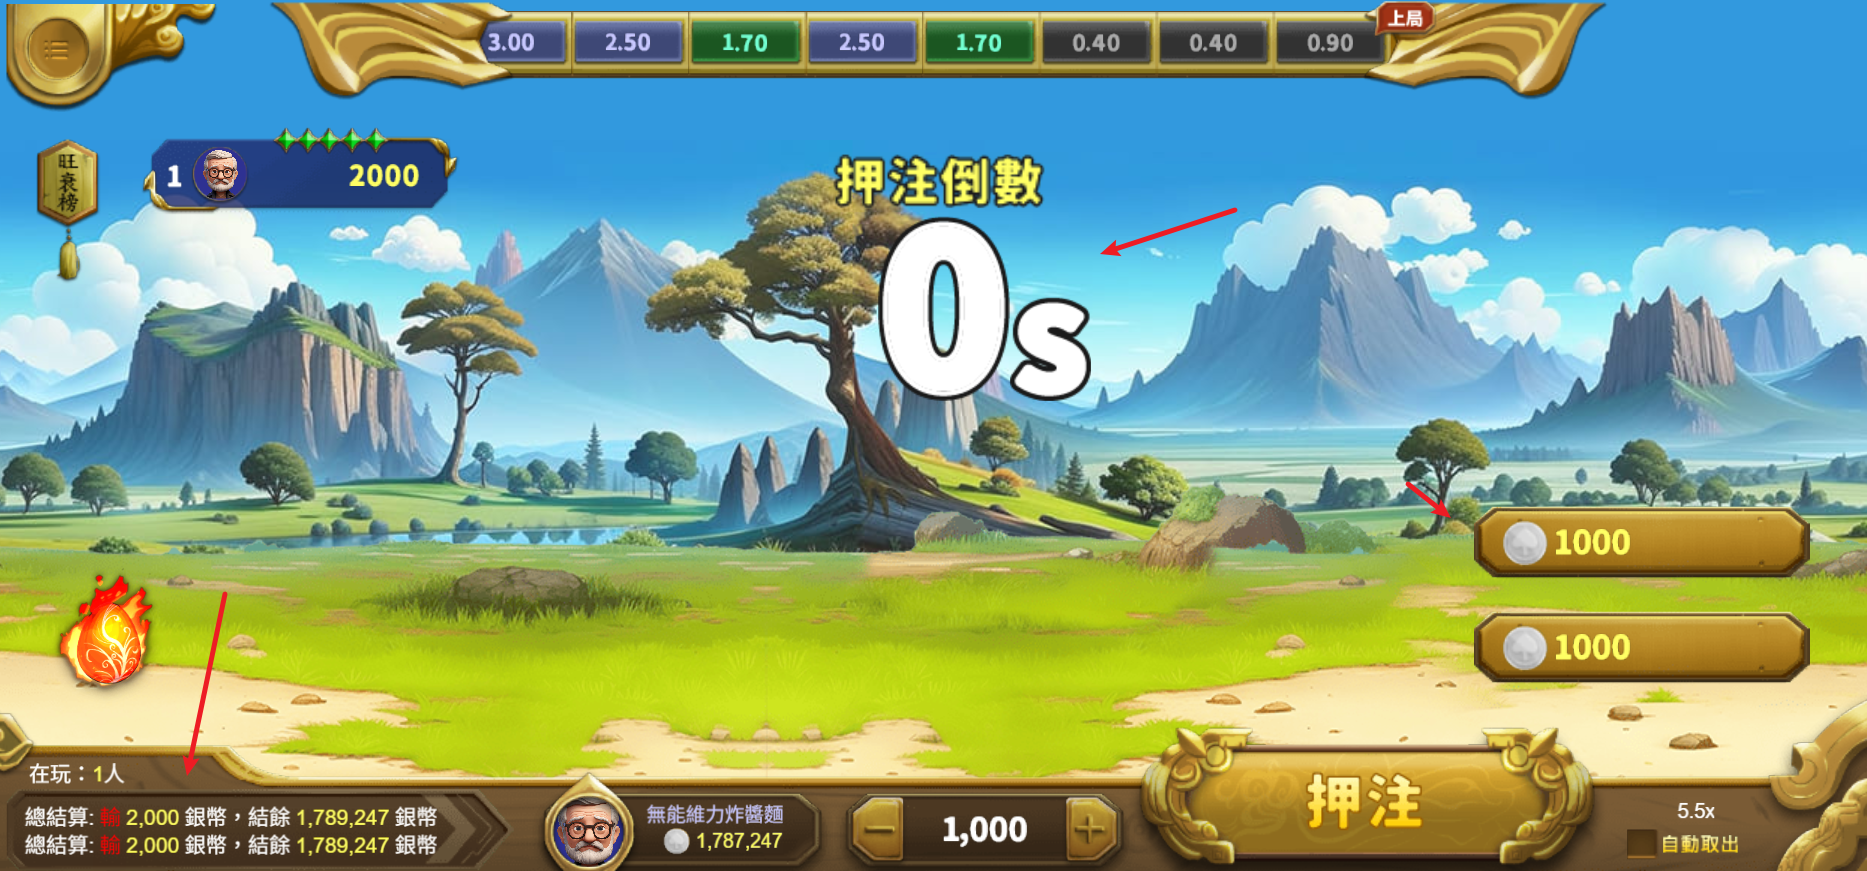 3.00 2.50 1.70 2.50 1.70 0.40 0.40 0.90 上局
旺衰榜
1 2000
押注倒數
0s
1000
1000
在玩：1人
總結算: 輸 2,000 銀幣，結餘 1,789,247 銀幣
總結算: 輸 2,000 銀幣，結餘 1,789,247 銀幣
無能維力炸醬麵
1,787,247
1,000
押注
5.5x
自動取出